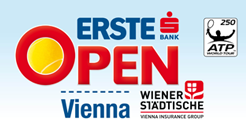 ERSTE
BANK
OPEN
Vienna
WIENER
STÄDTISCHE
VIENNA INSURANCE GROUP
250
ATP
WORLD TOUR